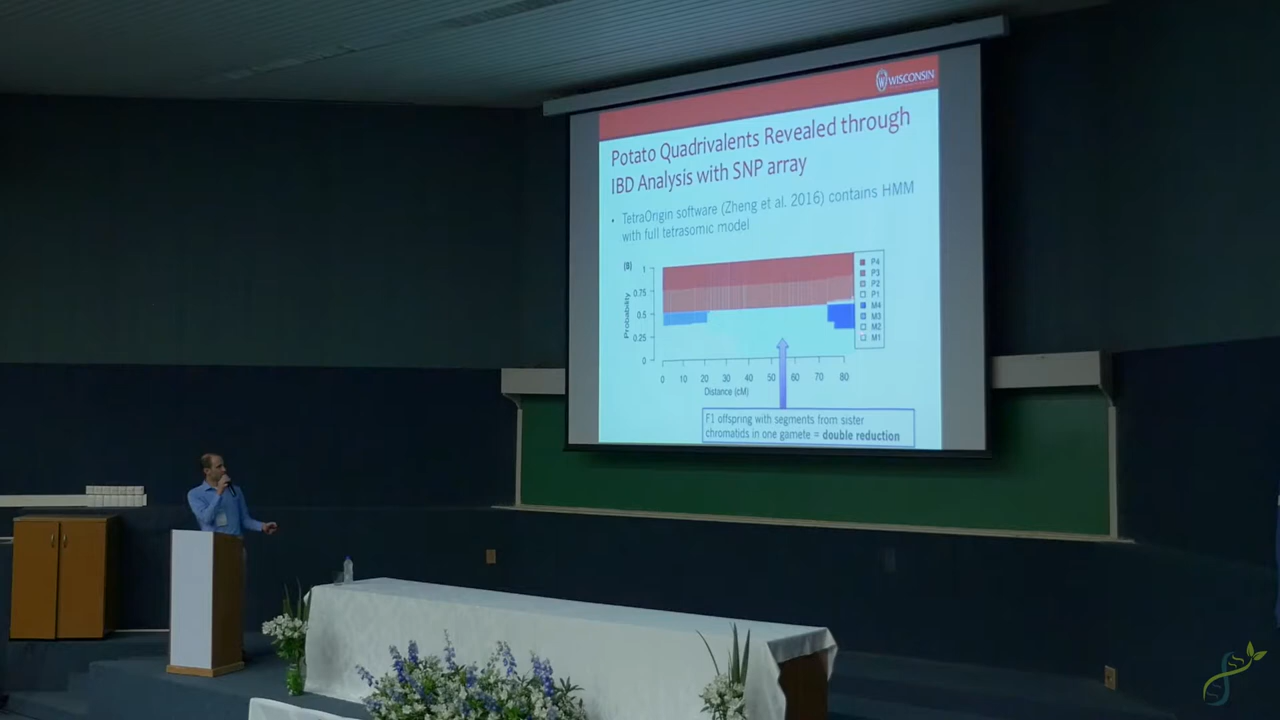 WISCONSIN
Potato Quadrivalents Revealed through
IBD Analysis with SNP array
• TetraOrigin software (Zheng et al. 2016) contains HMM
with full tetrasomic model
(B)
Probability
1
0.75
0.5
0.25
0
0 10 20 30 40 50 60 70 80
Distance (cM)
P4
P3
P2
P1
M4
M3
M2
M1
F1 offspring with segments from sister
chromatids in one gamete = double reduction